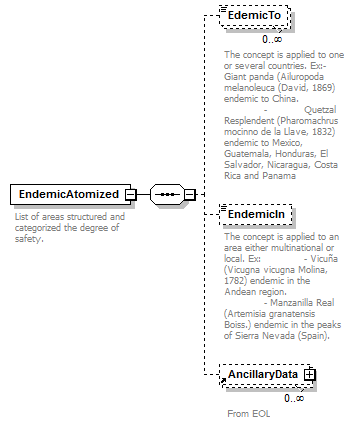 EdemicTo
0..∞
The concept is applied to one
or several countries. Ex:-
Giant panda (Ailuropoda
melanoleuca (David, 1869)
endemic to China.
- Quetzal
Resplendent (Pharomachrus
mocinno de la Llave, 1832)
endemic to Mexico,
Guatemala, Honduras, El
Salvador, Nicaragua, Costa
Rica and Panama
EndemicAtomized
List of areas structured and
categorized the degree of
safety.
EndemicIn
The concept is applied to an
area either multinational or
local. Ex: - Vicuña
(Vicugna vicugna Molina,
1782) endemic in the
Andean region.
- Manzanilla Real
(Artemisia granatensis
Boiss.) endemic in the peaks
of Sierra Nevada (Spain).
AncillaryData
0..∞
From EOL